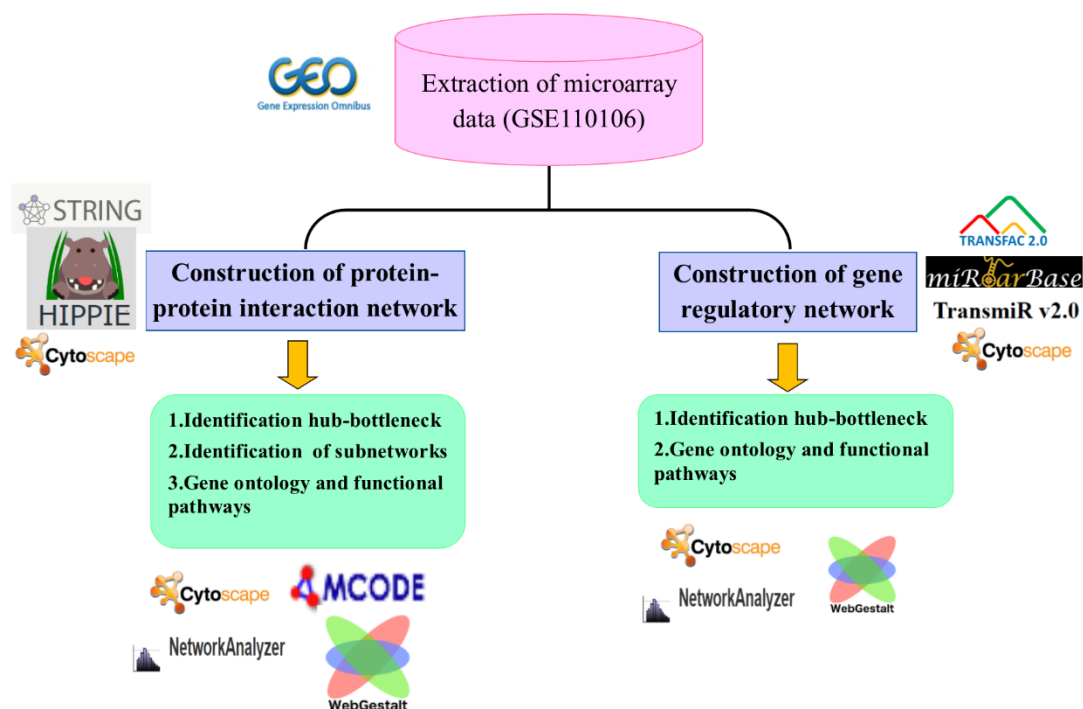 GEO
Gene Expression Omnibus
Extraction of microarray
data (GSE110106)
STRING
HIPPIE
Cytoscape
Construction of protein-
protein interaction network
Construction of gene
regulatory network
TRANSFAC 2.0
miRTarBase
TransmiR v2.0
Cytoscape
1.Identification hub-bottleneck
2.Identification of subnetworks
3.Gene ontology and functional
pathways
1.Identification hub-bottleneck
2.Gene ontology and functional
pathways
Cytoscape
MCODE
NetworkAnalyzer
WebGestalt
Cytoscape
NetworkAnalyzer
WebGestalt